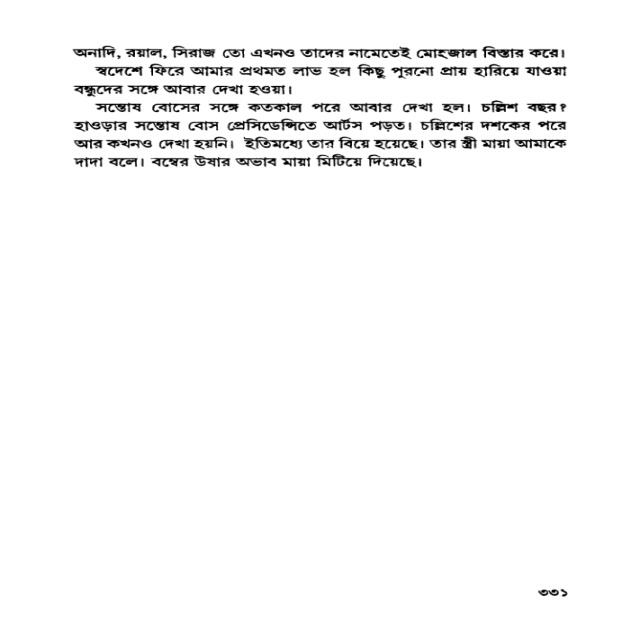 অনাদি, রয়াল, সিরাজ তো এখনও তাদের নামেতেই মোহজাল বিস্তার করে।
স্বদেশে ফিরে আমার প্রথমত লাভ হল কিছু পুরনো প্রায় হারিয়ে যাওয়া
বন্ধুদের সঙ্গে আবার দেখা হওয়া।
সন্তোষ বোসের সঙ্গে কতকাল পরে আবার দেখা হল। চল্লিশ বছর?
হাওড়ার সন্তোষ বোস প্রেসিডেন্সিতে আর্টস পড়ত। চল্লিশের দশকের পরে
আর কখনও দেখা হয়নি। ইতিমধ্যে তার বিয়ে হয়েছে। তার স্ত্রী মায়া আমাকে
দাদা বলে। বম্বের উষার অভাব মায়া মিটিয়ে দিয়েছে।
৩৩১